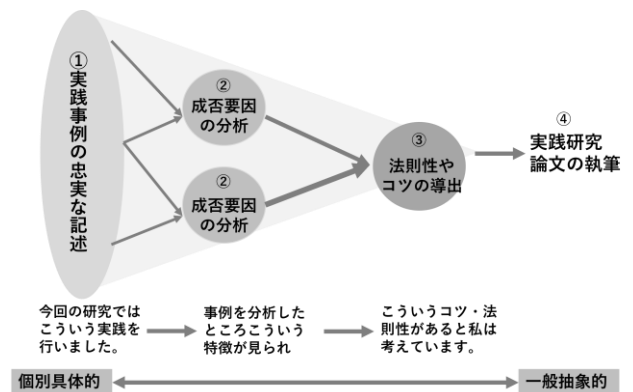 ①実践事例の忠実な記述
②
成否要因
の分析
②
成否要因
の分析
③
法則性や
コツの導出
④
実践研究
論文の執筆
今回の研究では
こういう実践を
行いました。
事例を分析した
ところこういう
特徴が見られ
こういうコツ・法
則性があると私は
考えています。
個別具体的
一般抽象的